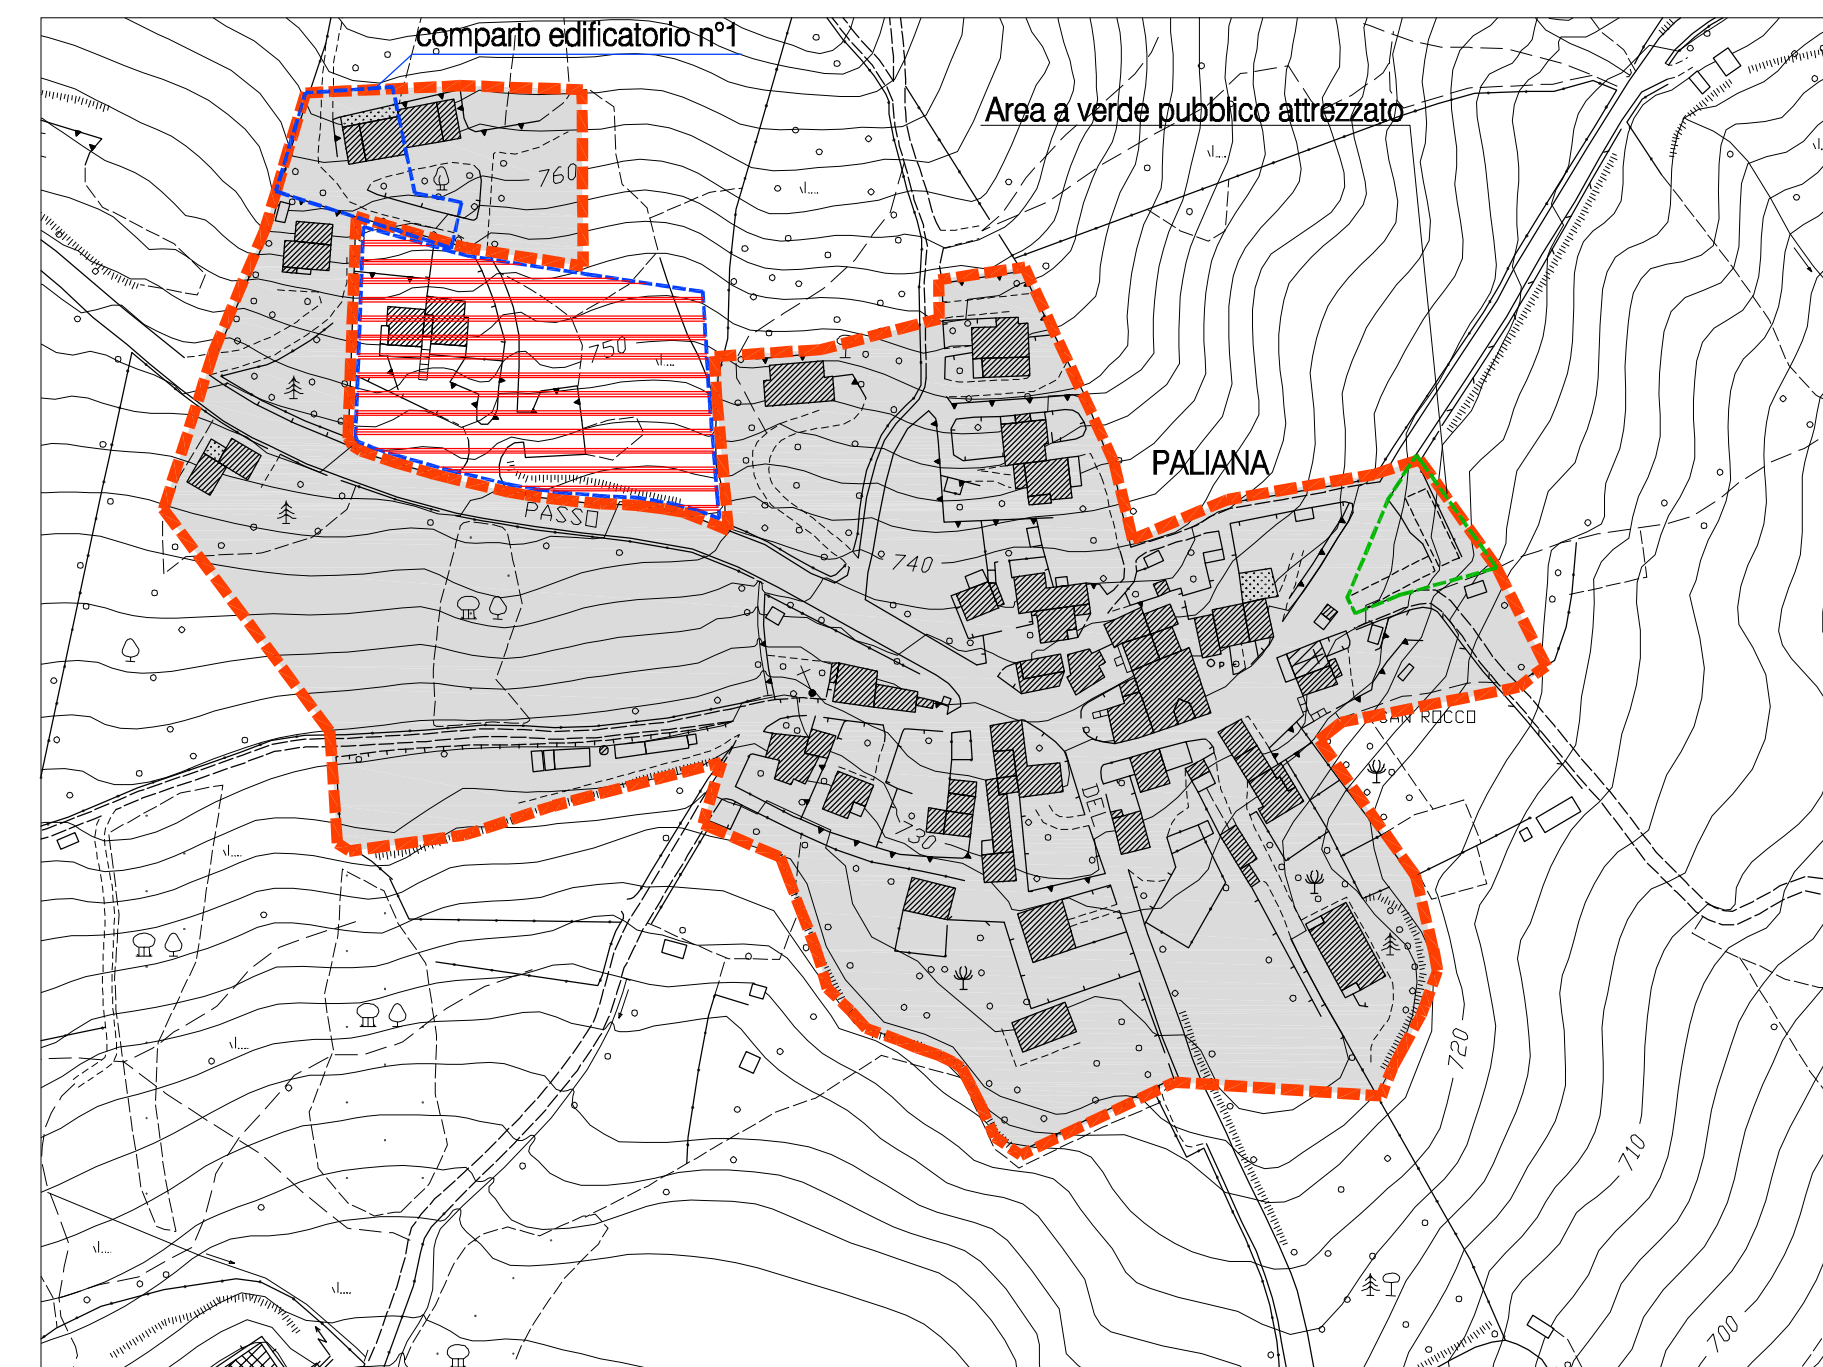 comparto edificatorio n°1
Area a verde pubblico attrezzato
760
750
PALIANA
PASSO
740
P
SAN ROCCO
DEL
730
720
710
700